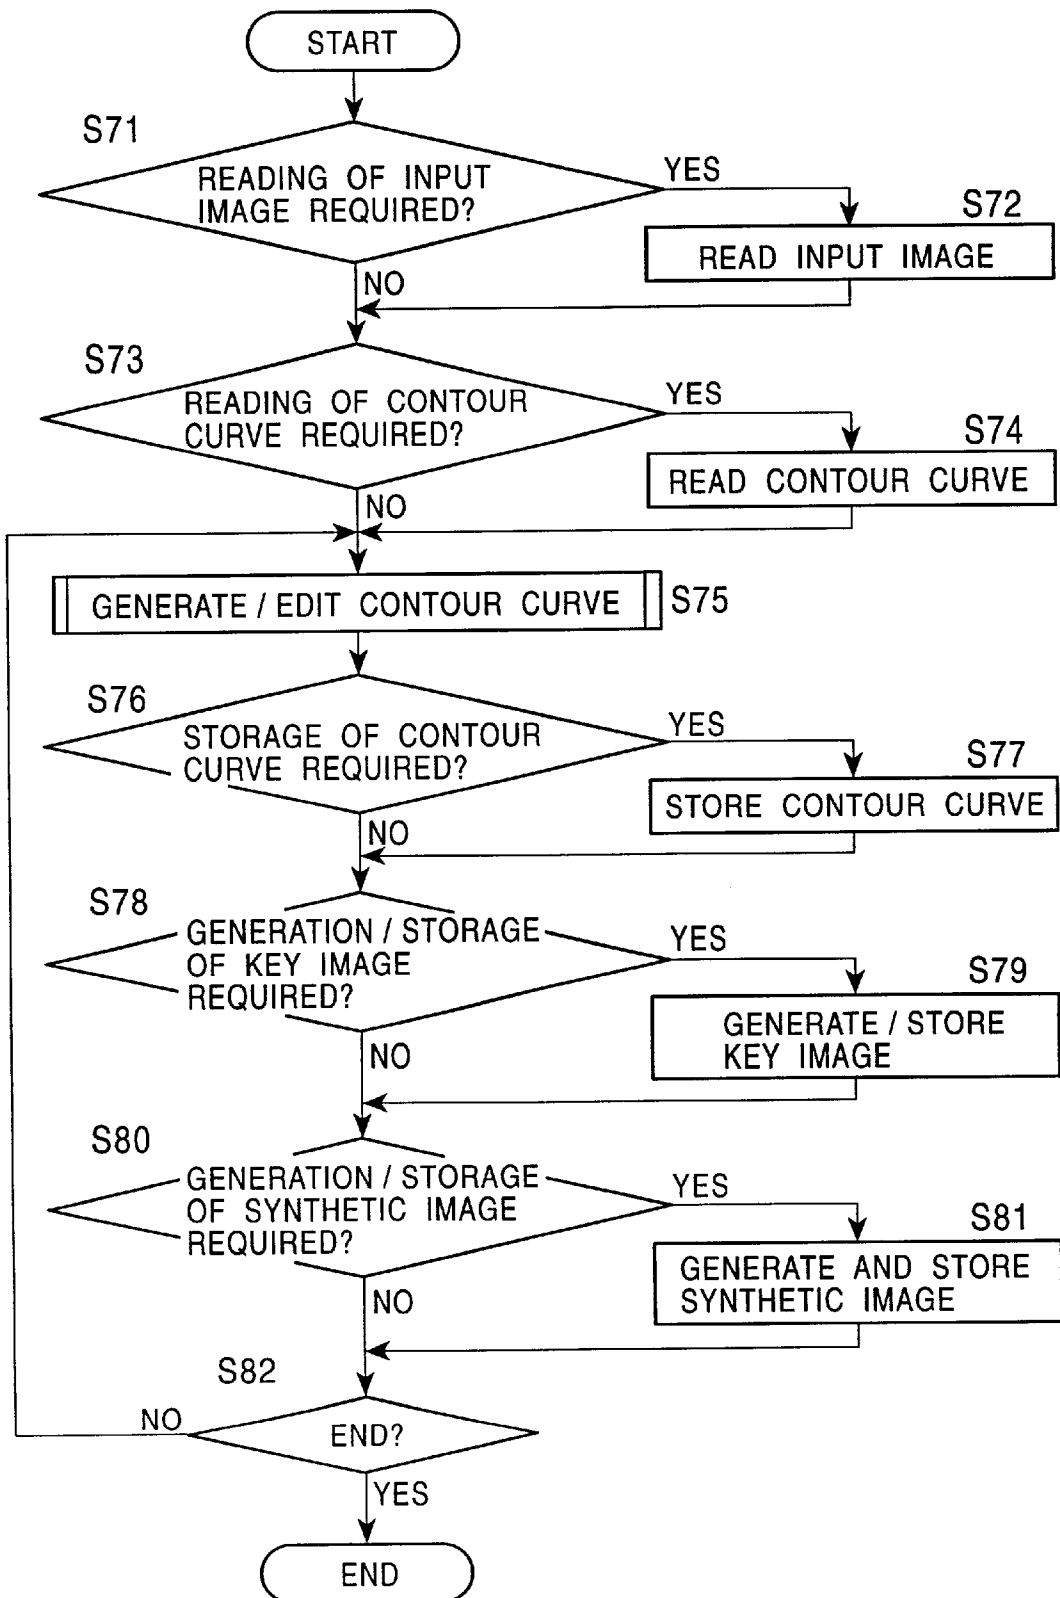 START
S71
READING OF INPUT
IMAGE REQUIRED?
YES
S72
READ INPUT IMAGE
NO
S73
READING OF CONTOUR
CURVE REQUIRED?
YES
S74
READ CONTOUR CURVE
NO
GENERATE / EDIT CONTOUR CURVE
S75
S76
STORAGE OF CONTOUR
CURVE REQUIRED?
YES
S77
STORE CONTOUR CURVE
NO
S78
GENERATION / STORAGE
OF KEY IMAGE
REQUIRED?
YES
S79
GENERATE / STORE
KEY IMAGE
NO
S80
GENERATION / STORAGE
OF SYNTHETIC IMAGE
REQUIRED?
YES
S81
GENERATE AND STORE
SYNTHETIC IMAGE
NO
S82
NO
END?
YES
END